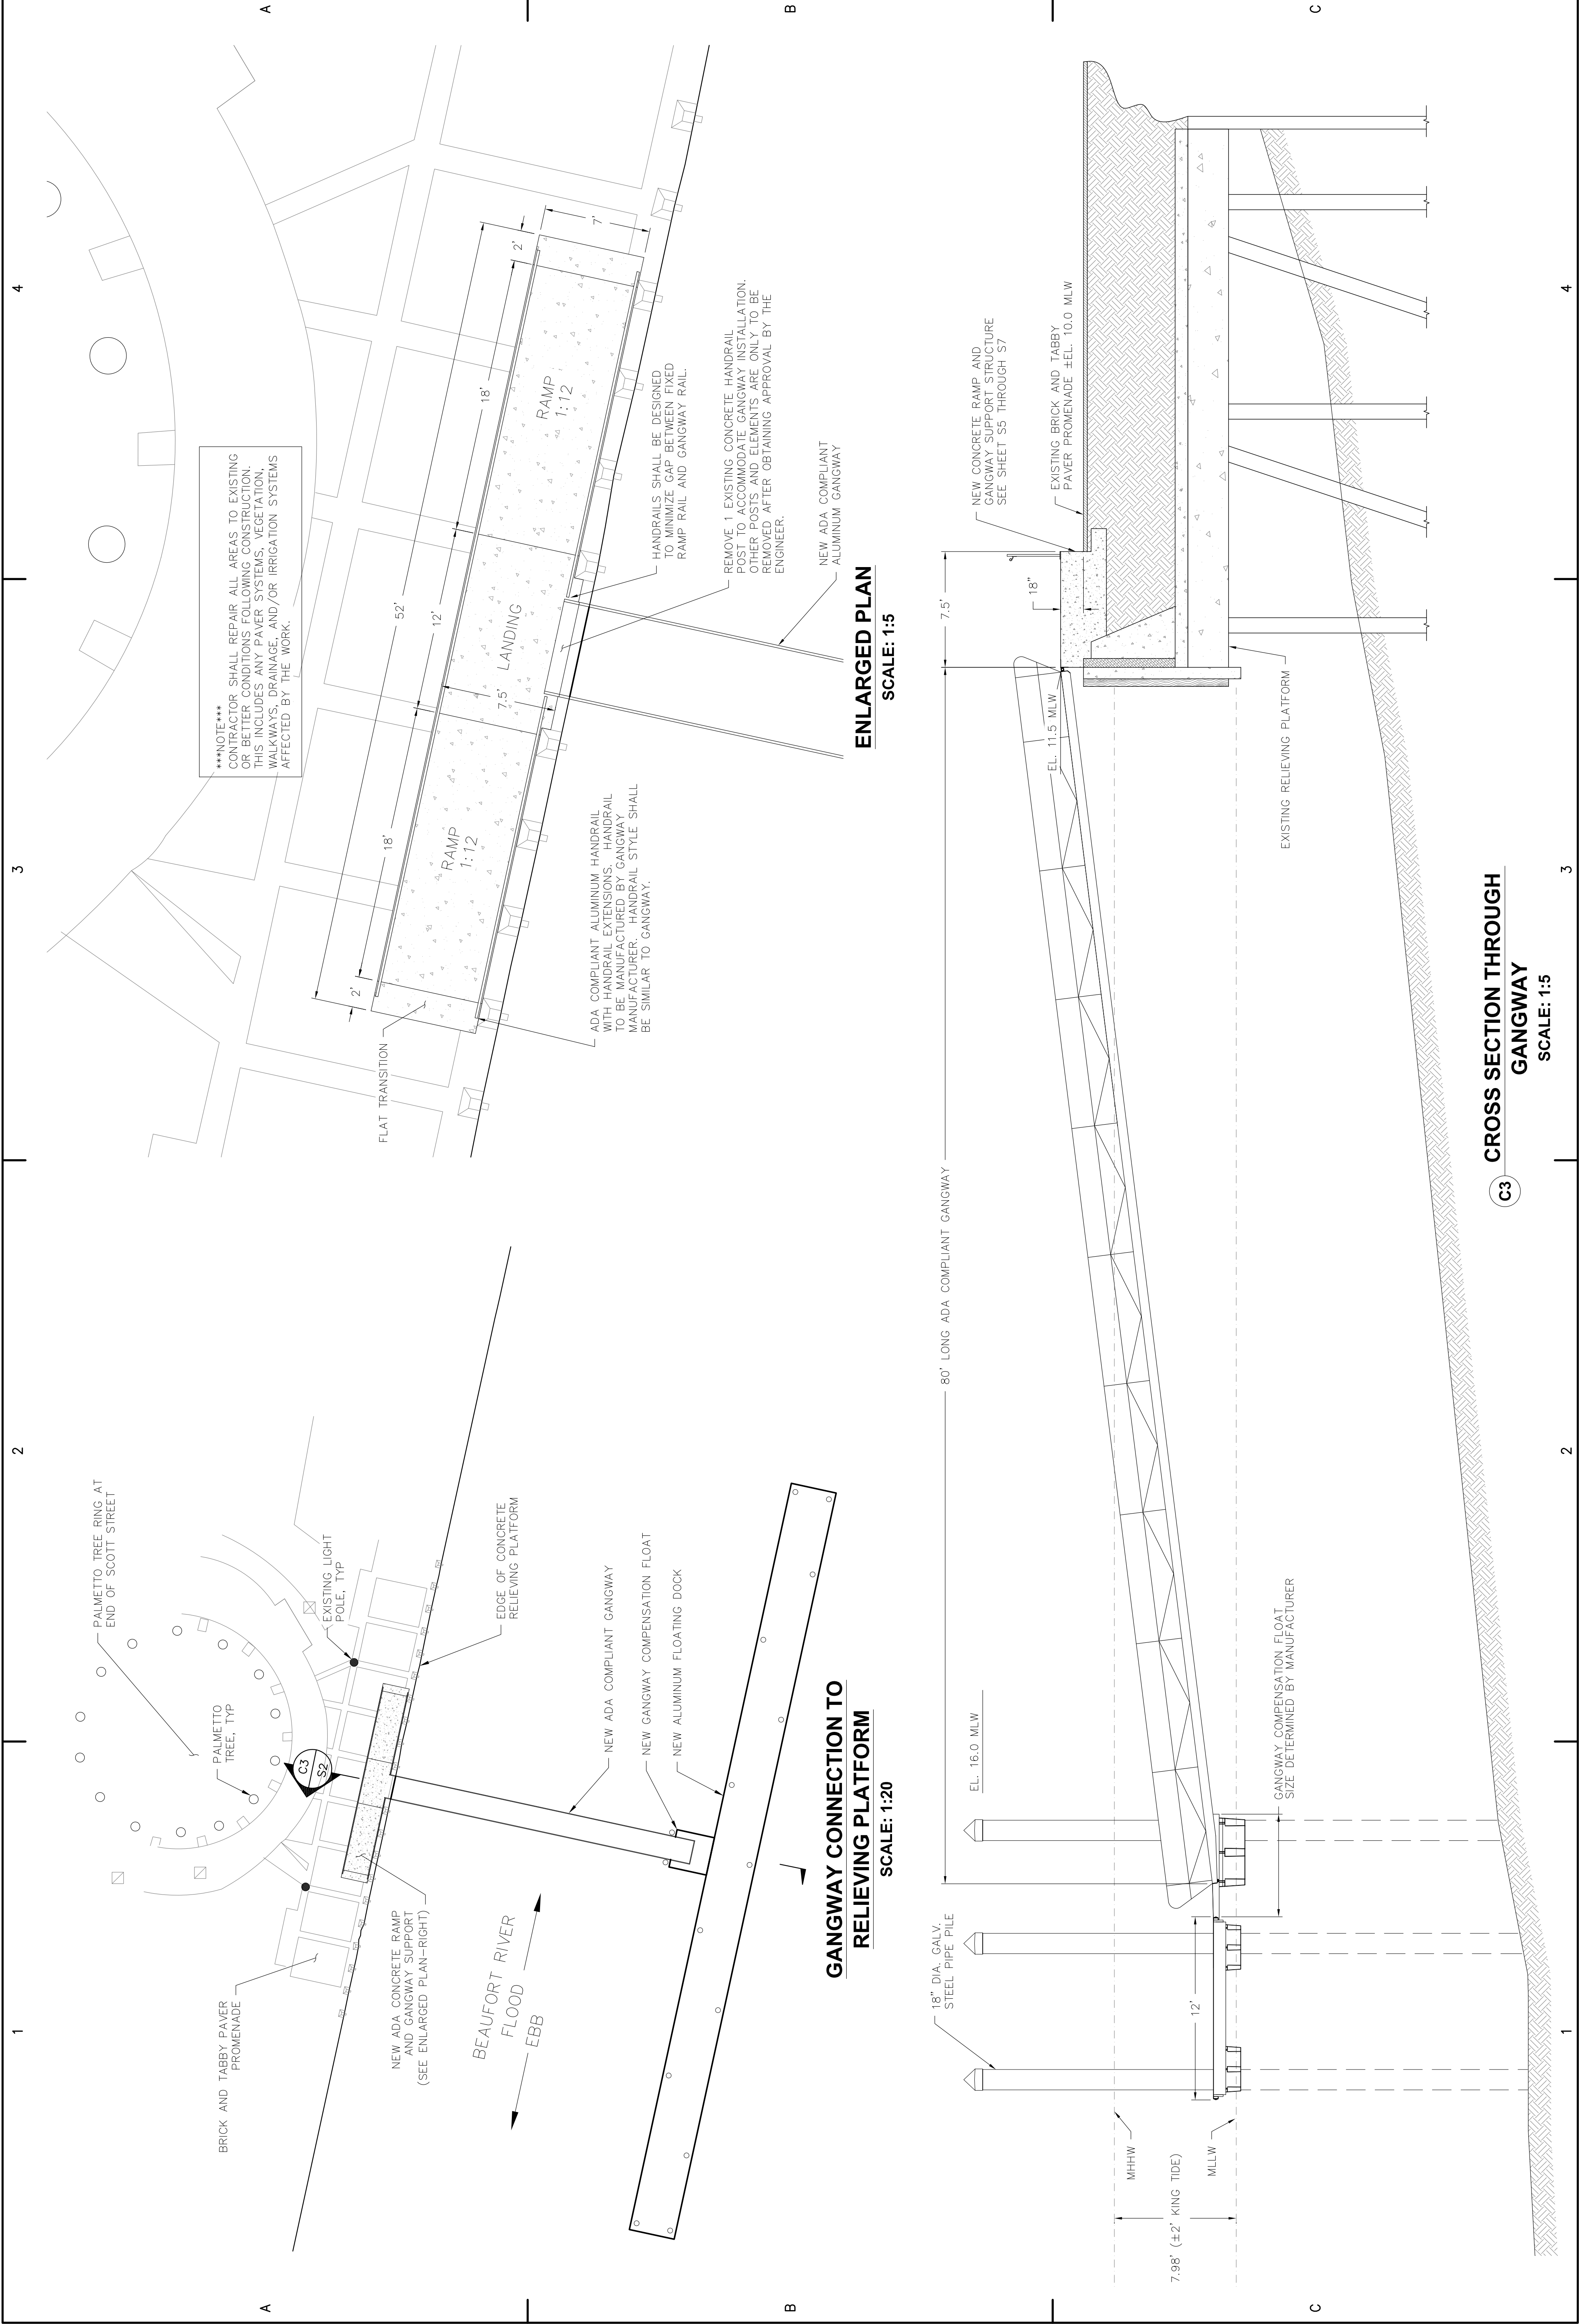 1
2
3
4
A
B
C
PALMETTO TREE RING AT
END OF SCOTT STREET
PALMETTO
TREE, TYP
BRICK AND TABBY PAVER
PROMENADE
C3
S2
EXISTING LIGHT
POLE, TYP
NEW ADA CONCRETE RAMP
AND GANGWAY SUPPORT
(SEE ENLARGED PLAN-RIGHT)
EDGE OF CONCRETE
RELIEVING PLATFORM
BEAUFORT RIVER
FLOOD
EBB
NEW ADA COMPLIANT GANGWAY
NEW GANGWAY COMPENSATION FLOAT
NEW ALUMINUM FLOATING DOCK
GANGWAY CONNECTION TO
RELIEVING PLATFORM
SCALE: 1:20
***NOTE***
CONTRACTOR SHALL REPAIR ALL AREAS TO EXISTING
OR BETTER CONDITIONS FOLLOWING CONSTRUCTION.
THIS INCLUDES ANY PAVER SYSTEMS, VEGETATION,
WALKWAYS, DRAINAGE, AND/OR IRRIGATION SYSTEMS
AFFECTED BY THE WORK.
FLAT TRANSITION
2'
18'
52'
12'
18'
2'
7'
7.5'
RAMP
1:12
LANDING
RAMP
1:12
ADA COMPLIANT ALUMINUM HANDRAIL
WITH HANDRAIL EXTENSIONS. HANDRAIL
TO BE MANUFACTURED BY GANGWAY
MANUFACTURER. HANDRAIL STYLE SHALL
BE SIMILAR TO GANGWAY.
HANDRAILS SHALL BE DESIGNED
TO MINIMIZE GAP BETWEEN FIXED
RAMP RAIL AND GANGWAY RAIL.
REMOVE 1 EXISTING CONCRETE HANDRAIL
POST TO ACCOMMODATE GANGWAY INSTALLATION.
OTHER POSTS AND ELEMENTS ARE ONLY TO BE
REMOVED AFTER OBTAINING APPROVAL BY THE
ENGINEER.
NEW ADA COMPLIANT
ALUMINUM GANGWAY
ENLARGED PLAN
SCALE: 1:5
18" DIA. GALV.
STEEL PIPE PILE
EL. 16.0 MLW
80' LONG ADA COMPLIANT GANGWAY
7.5'
18"
EL. 11.5 MLW
NEW CONCRETE RAMP AND
GANGWAY SUPPORT STRUCTURE
SEE SHEET S5 THROUGH S7
EXISTING BRICK AND TABBY
PAVER PROMENADE ±EL. 10.0 MLW
MHHW
MLLW
7.98' (±2' KING TIDE)
12'
GANGWAY COMPENSATION FLOAT
SIZE DETERMINED BY MANUFACTURER
EXISTING RELIEVING PLATFORM
C3
CROSS SECTION THROUGH
GANGWAY
SCALE: 1:5
A
B
C
1
2
3
4